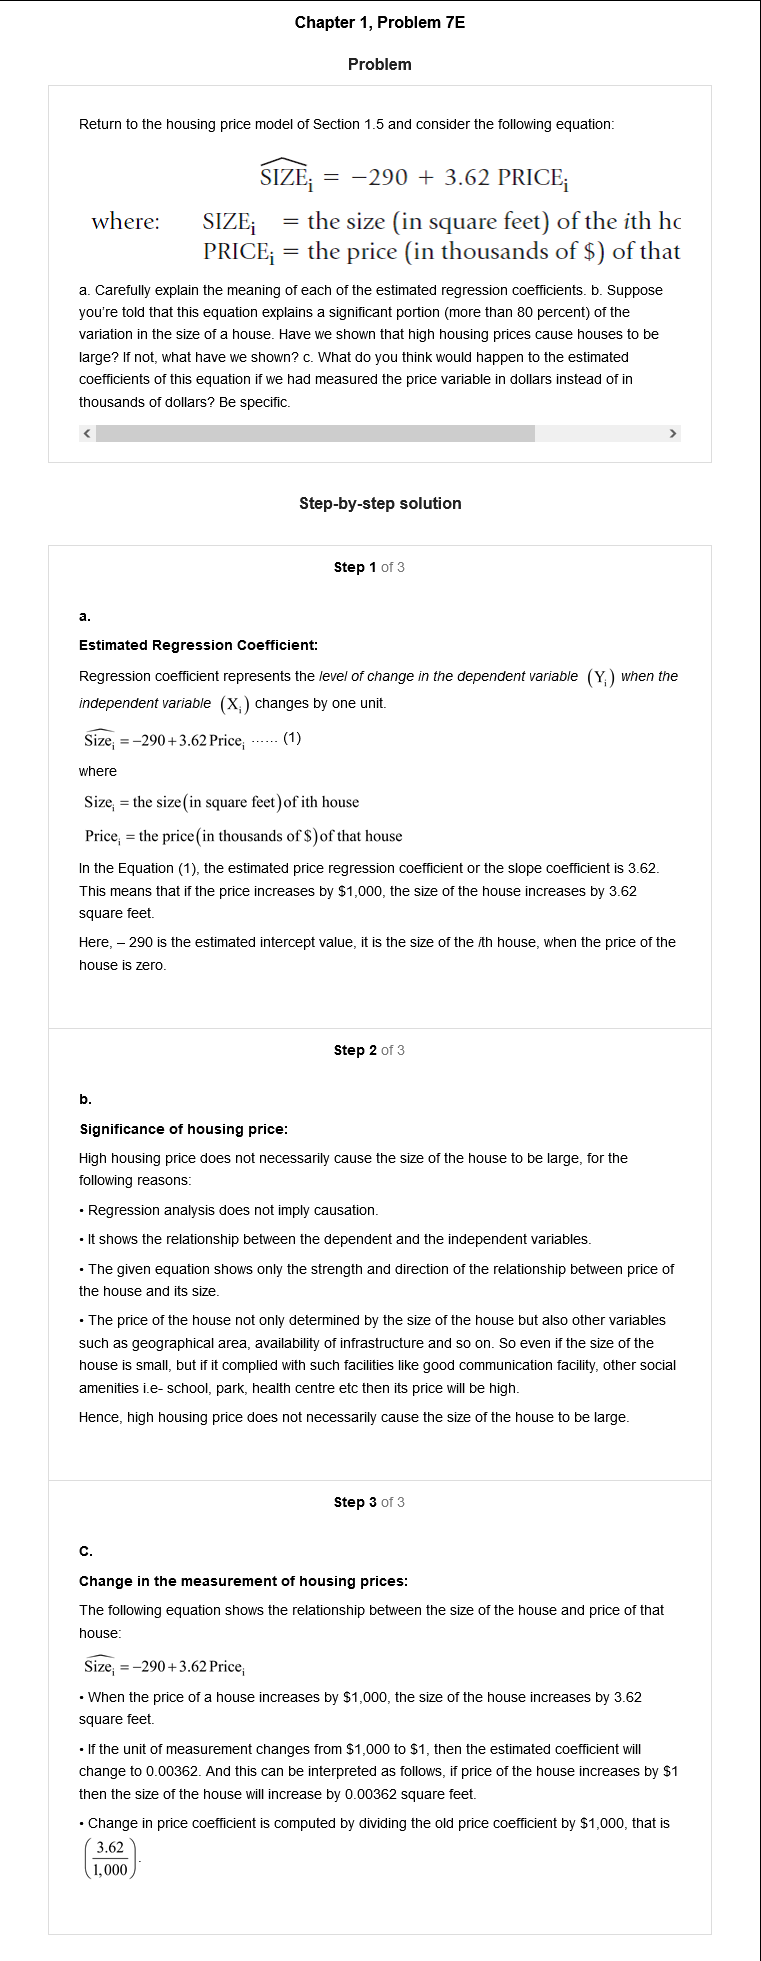 Chapter 1, Problem 7E
Problem
Return to the housing price model of Section 1.5 and consider the following equation:
SIZEᵢ = −290 + 3.62 PRICEᵢ
where: SIZEᵢ = the size (in square feet) of the ith ho
PRICEᵢ = the price (in thousands of $) of that
a. Carefully explain the meaning of each of the estimated regression coefficients. b. Suppose
you're told that this equation explains a significant portion (more than 80 percent) of the
variation in the size of a house. Have we shown that high housing prices cause houses to be
large? If not, what have we shown? c. What do you think would happen to the estimated
coefficients of this equation if we had measured the price variable in dollars instead of in
thousands of dollars? Be specific.
Step-by-step solution
Step 1 of 3
a.
Estimated Regression Coefficient:
Regression coefficient represents the level of change in the dependent variable (Yᵢ) when the
independent variable (Xᵢ) changes by one unit.
Sizeᵢ = −290 + 3.62 Priceᵢ ...... (1)
where
Sizeᵢ = the size (in square feet) of ith house
Priceᵢ = the price (in thousands of $) of that house
In the Equation (1), the estimated price regression coefficient or the slope coefficient is 3.62.
This means that if the price increases by $1,000, the size of the house increases by 3.62
square feet.
Here, – 290 is the estimated intercept value, it is the size of the ith house, when the price of the
house is zero.
Step 2 of 3
b.
Significance of housing price:
High housing price does not necessarily cause the size of the house to be large, for the
following reasons:
• Regression analysis does not imply causation.
• It shows the relationship between the dependent and the independent variables.
• The given equation shows only the strength and direction of the relationship between price of
the house and its size.
• The price of the house not only determined by the size of the house but also other variables
such as geographical area, availability of infrastructure and so on. So even if the size of the
house is small, but if it complied with such facilities like good communication facility, other social
amenities i.e- school, park, health centre etc then its price will be high.
Hence, high housing price does not necessarily cause the size of the house to be large.
Step 3 of 3
C.
Change in the measurement of housing prices:
The following equation shows the relationship between the size of the house and price of that
house:
Sizeᵢ = −290 + 3.62 Priceᵢ
• When the price of a house increases by $1,000, the size of the house increases by 3.62
square feet.
• If the unit of measurement changes from $1,000 to $1, then the estimated coefficient will
change to 0.00362. And this can be interpreted as follows, if price of the house increases by $1
then the size of the house will increase by 0.00362 square feet.
• Change in price coefficient is computed by dividing the old price coefficient by $1,000, that is
(3.62
1,000).